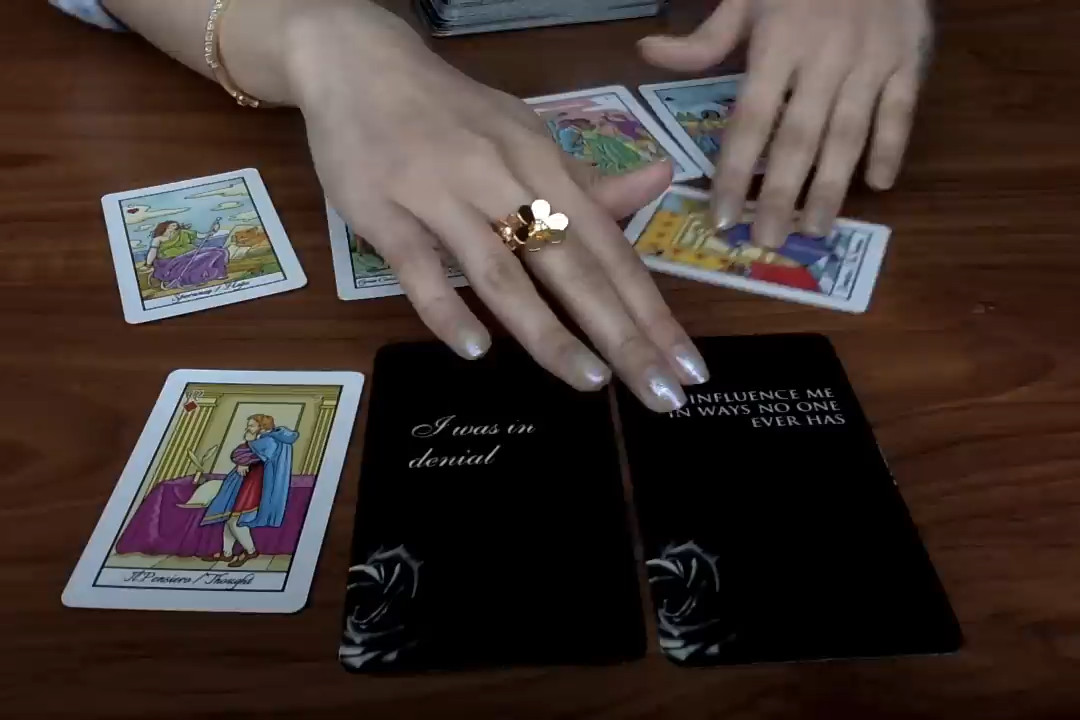 Speranza / Hope
Il Pensiero / Thought
I was in
denial
INFLUENCE ME
IN WAYS NO ONE
EVER HAS